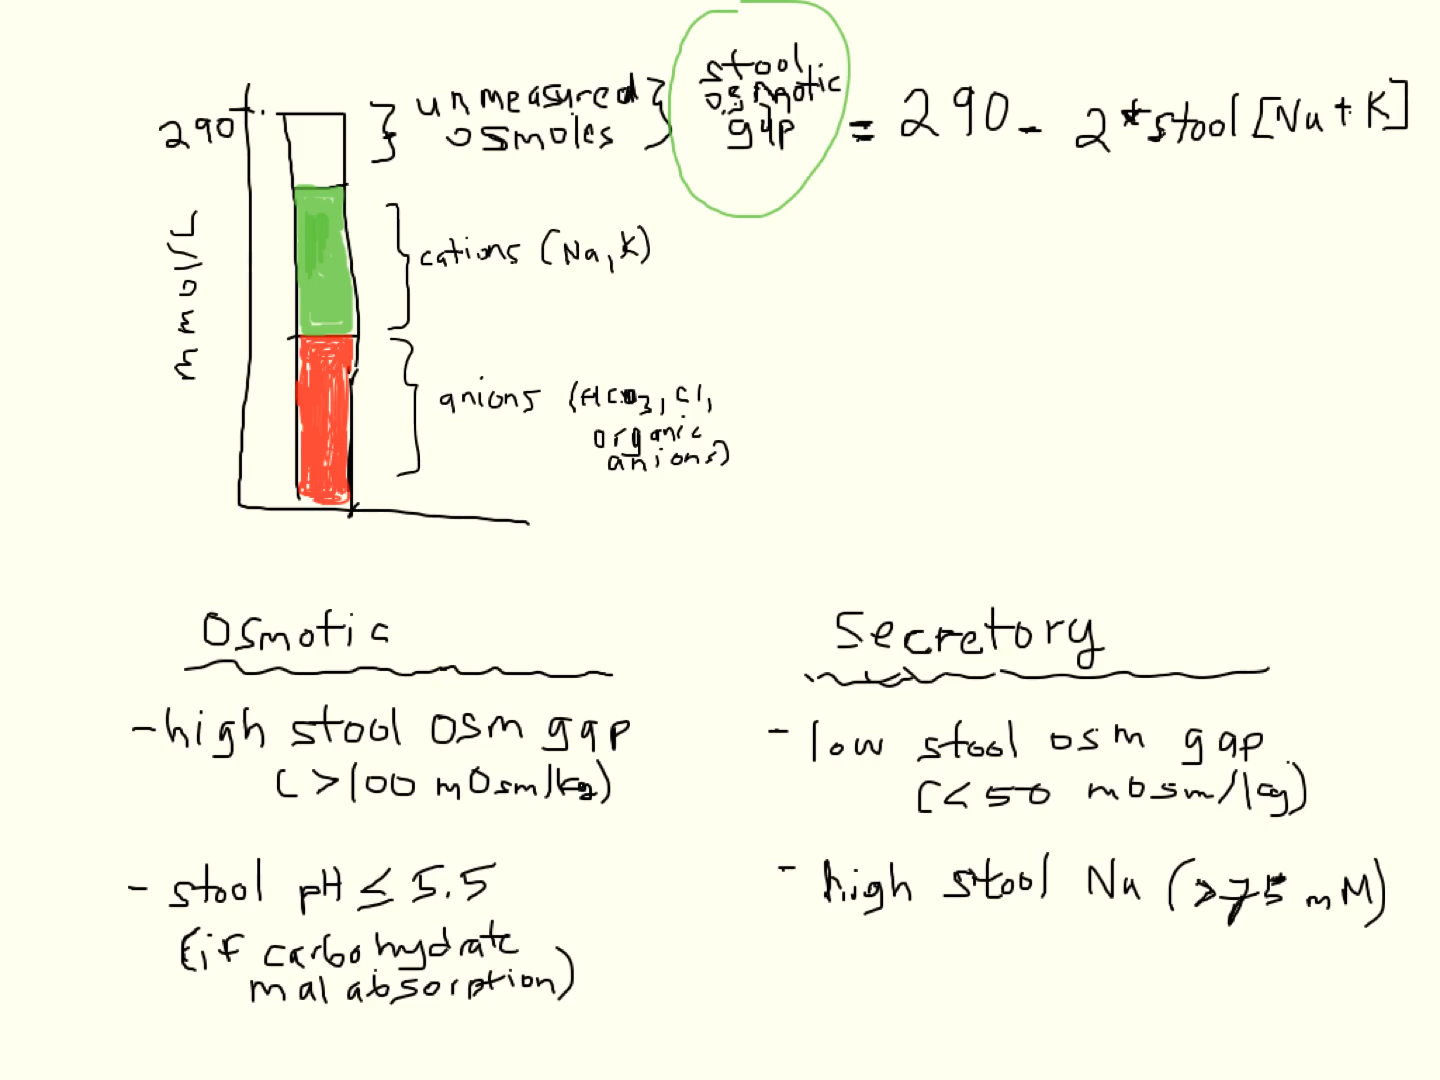 290
mmol/L
unmeasured
osmoles
stool
osmotic
gap
= 290 - 2*stool [Na + K]
cations (Na, K)
anions (HCO3, Cl,
organic
anions)
Osmotic
- high stool osm gap
(>100 mOsm/kg)
- stool pH ≤ 5.5
(if carbohydrate
malabsorption)
Secretory
- low stool osm gap
(<50 mOsm/kg)
- high stool Na (>75 mM)